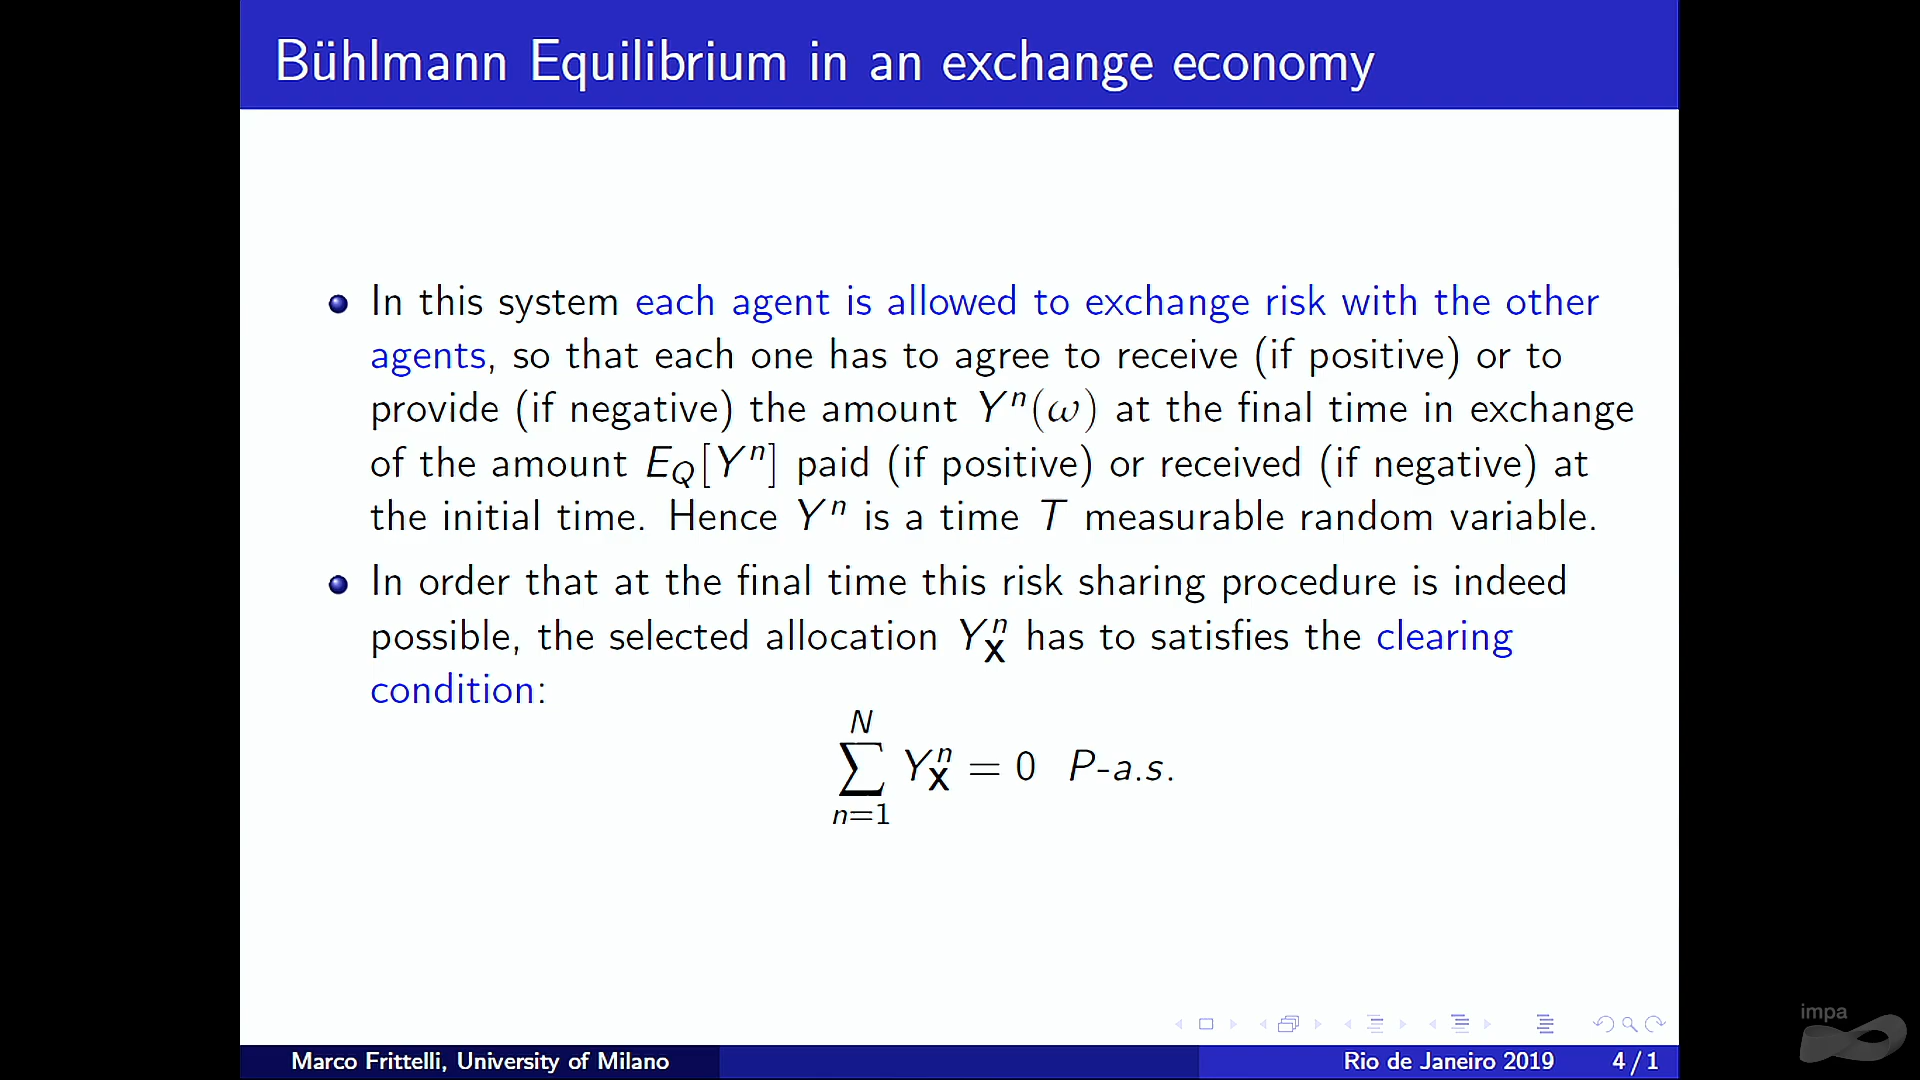 Bühlmann Equilibrium in an exchange economy
In this system each agent is allowed to exchange risk with the other
agents, so that each one has to agree to receive (if positive) or to
provide (if negative) the amount Yⁿ(ω) at the final time in exchange
of the amount E_Q[Yⁿ] paid (if positive) or received (if negative) at
the initial time. Hence Yⁿ is a time T measurable random variable.
In order that at the final time this risk sharing procedure is indeed
possible, the selected allocation Y_X^n has to satisfies the clearing
condition:
\sum_{n=1}^{N} Y_X^n = 0 P-a.s.
impa
Marco Frittelli, University of Milano
Rio de Janeiro 2019
4 / 1